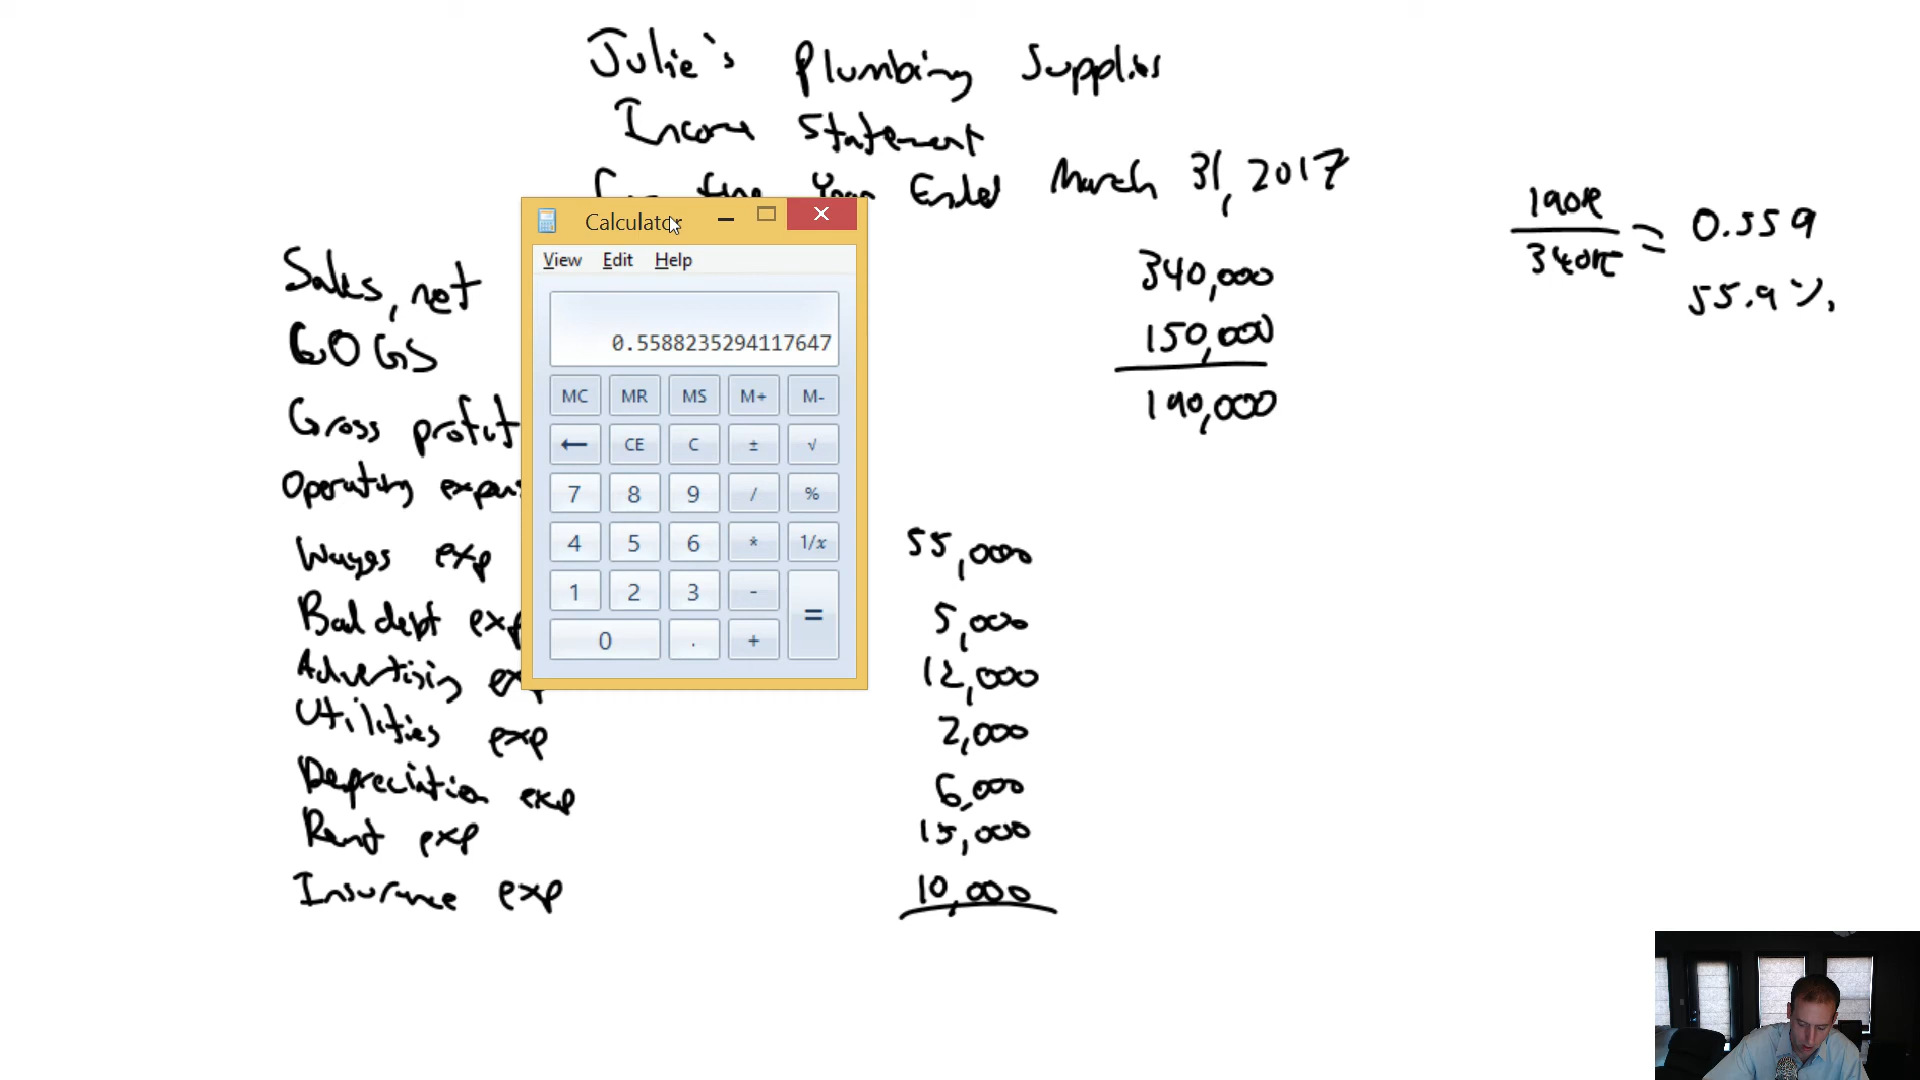 Julie's Plumbing Supplies
Income Statement
the Year Ended March 31, 2017
190K
340K
= 0.559
55.9%
Sales, net 340,000
COGS 150,000
Gross profit 190,000
Operating
Wages exp 55,000
Bad debt exp 5,000
Advertising exp 12,000
Utilities exp 2,000
Depreciation exp 6,000
Rent exp 15,000
Insurance exp 10,000
Calculator
View Edit Help
0.5588235294117647
MC MR MS M+ M-
← CE C ± √
7 8 9 / %
4 5 6 * 1/x
1 2 3 - =
0 . +